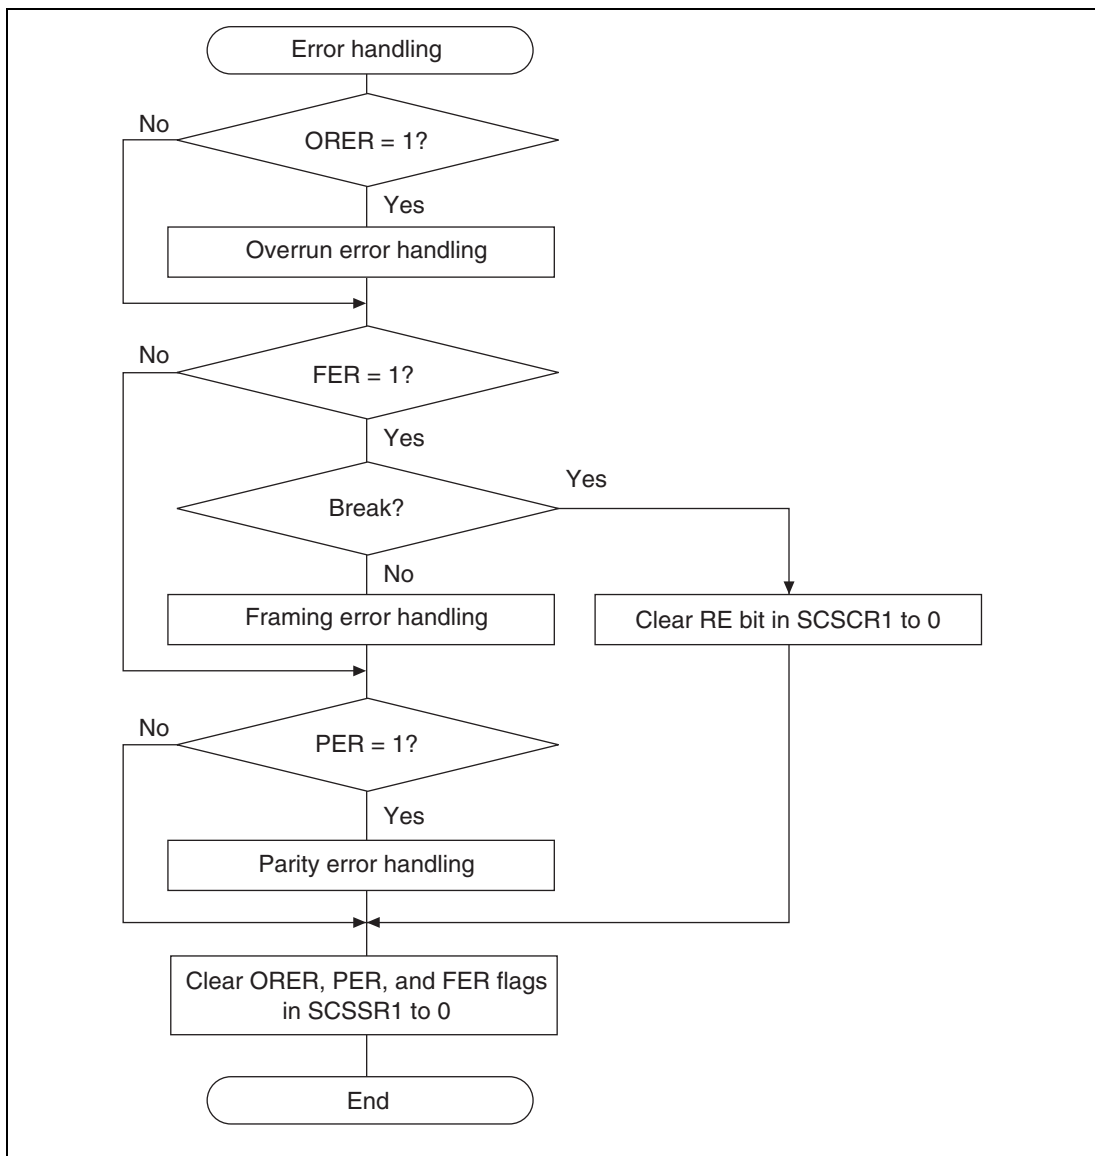 Error handling
No
ORER = 1?
Yes
Overrun error handling
No
FER = 1?
Yes
Yes
Break?
No
Framing error handling
Clear RE bit in SCSCR1 to 0
No
PER = 1?
Yes
Parity error handling
Clear ORER, PER, and FER flags
in SCSSR1 to 0
End